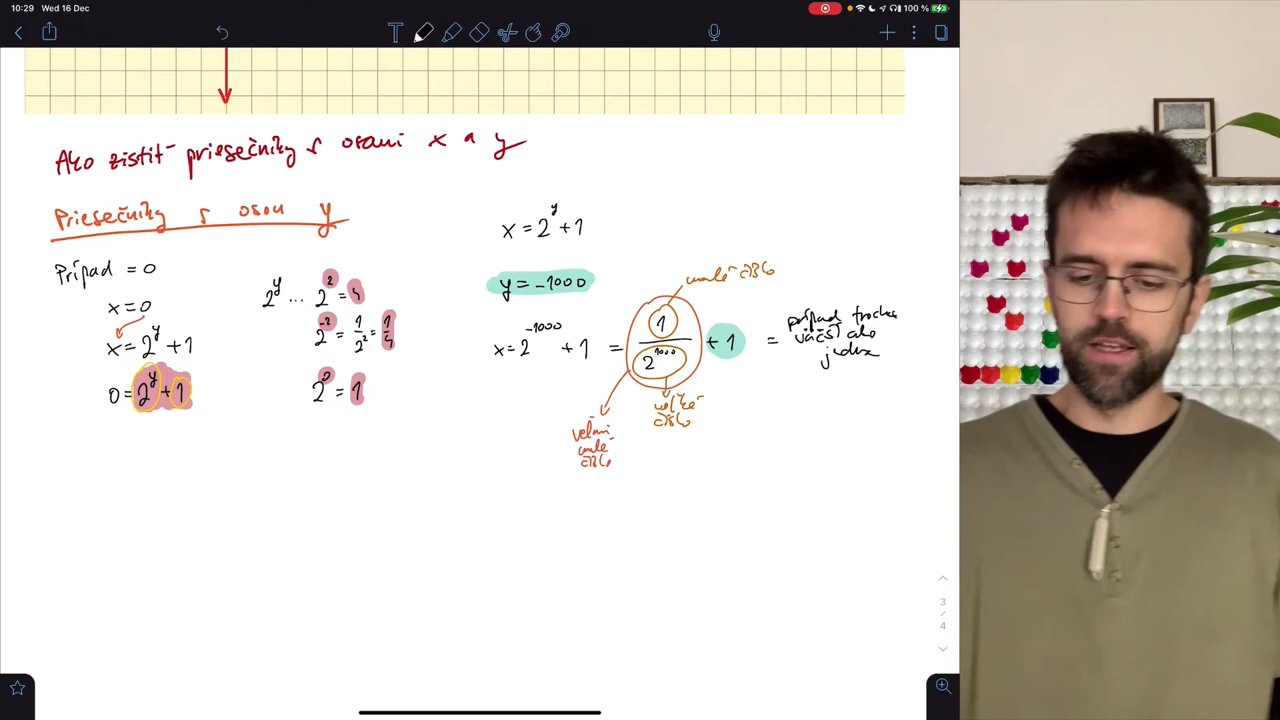 10:29 Wed 16 Dec
100 %
Ako zistiť priesečníky s osami x a y
Priesečníky s osou y
Prípad = 0
x = 0
x = 2^y + 1
0 = 2^y + 1
2^y ... 2^2 = 4
2^-2 = 1/2^2 = 1/4
2^0 = 1
x = 2^y + 1
y = -1000
x = 2^-1000 + 1 = 1/2^1000 + 1 = prípad trochu
väčší ako
jedna
malé číslo
veľké
číslo
veľmi
malé
číslo
3
/
4